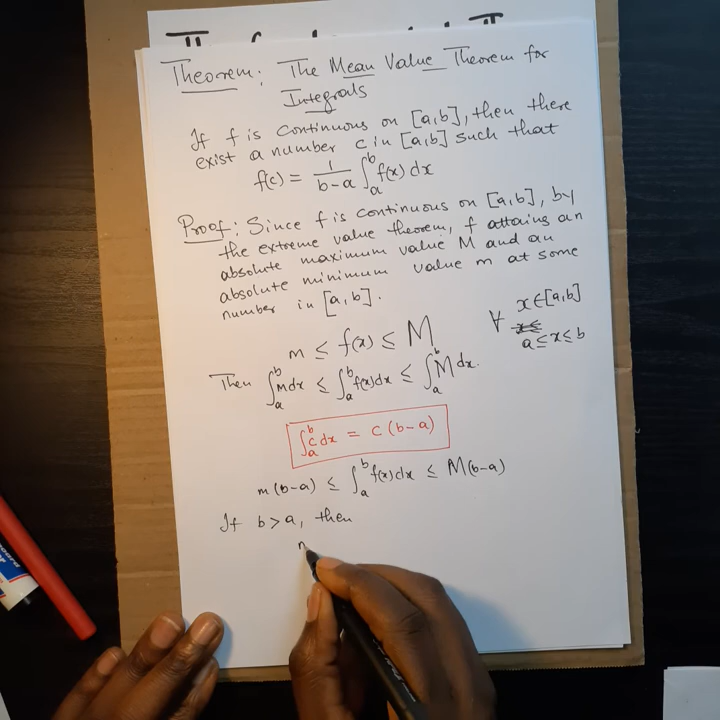 Theorem: The Mean Value Theorem for
Integrals
If f is continuous on [a,b], then there
exist a number c in [a,b] such that
f(c) = 1/(b-a) ∫_a^b f(x) dx
Proof: Since f is continuous on [a,b], by
the extreme value theorem, f attains an
absolute maximum value M and an
absolute minimum value m at some
number in [a,b].
m ≤ f(x) ≤ M ∀ x∈[a,b]
a≤x≤b
Then ∫_a^b m dx ≤ ∫_a^b f(x)dx ≤ ∫_a^b M dx.
∫_a^b c dx = c(b-a)
m(b-a) ≤ ∫_a^b f(x)dx ≤ M(b-a)
If b>a, then